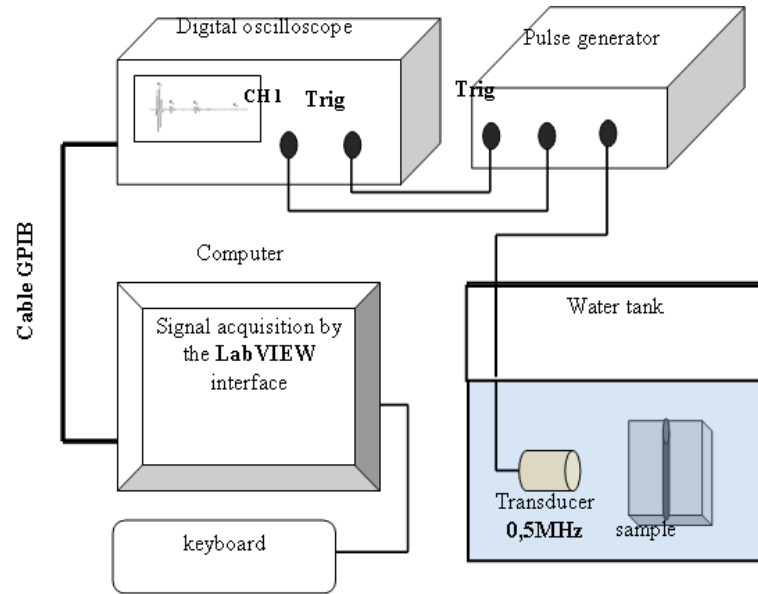 Digital oscilloscope
Pulse generator
CH1
Trig
Trig
Cable GPIB
Computer
Signal acquisition by
the LabVIEW
interface
Water tank
Transducer
0,5MHz
sample
keyboard